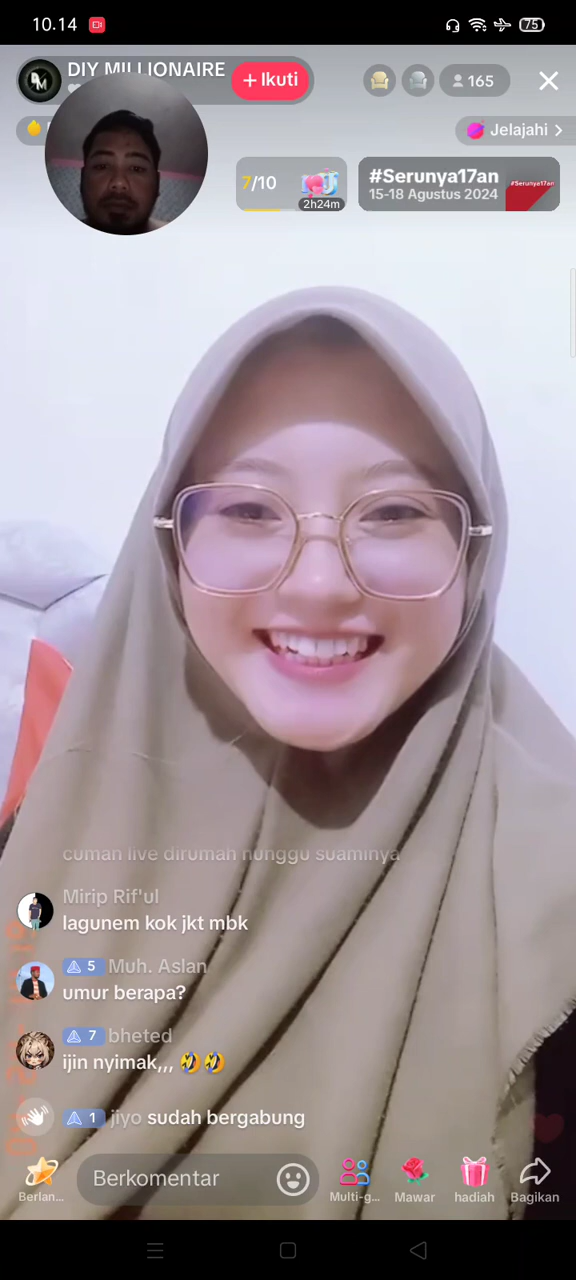 10.14
75
DIY MILLIONAIRE
+ Ikuti
165
Jelajahi
7/10
2h24m
#Serunya17an
15-18 Agustus 2024
#Serunya17an
cuman live dirumah nunggu suaminya
Mirip Rif'ul
lagunem kok jkt mbk
5 Muh. Aslan
umur berapa?
7 bheted
ijin nyimak,,, 🤣🤣
1 jiyo sudah bergabung
Berkomentar
Berlan...
Multi-g...
Mawar
hadiah
Bagikan